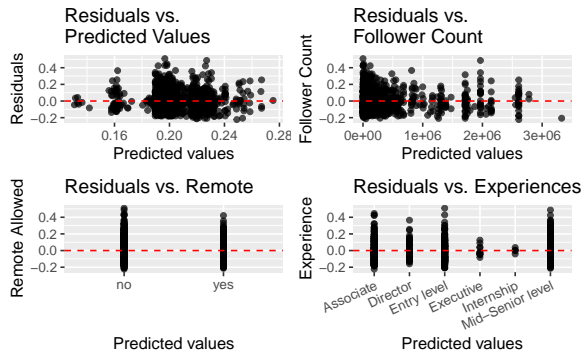 Residuals vs.
Predicted Values
Residuals
0.4
0.2
0.0
−0.2
0.16
0.20
0.24
0.28
Predicted values
Residuals vs.
Follower Count
Follower Count
0.4
0.2
0.0
−0.2
0e+00
1e+06
2e+06
3e+06
Predicted values
Residuals vs. Remote
Remote Allowed
0.4
0.2
0.0
−0.2
no
yes
Predicted values
Residuals vs. Experiences
Experience
0.4
0.2
0.0
−0.2
Associate
Director
Entry level
Executive
Internship
Mid−Senior level
Predicted values